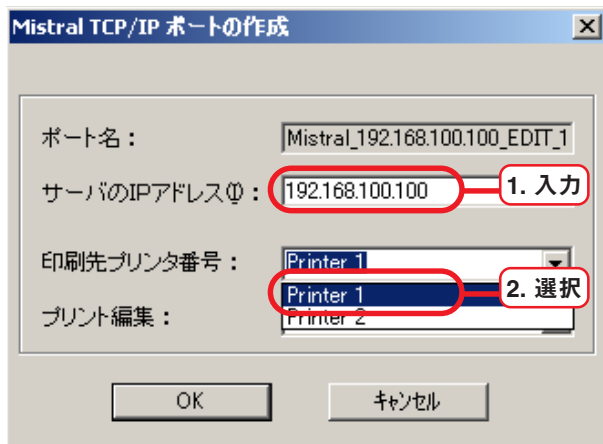 Mistral TCP/IP ポートの作成
ポート名：
Mistral_192.168.100.100_EDIT_1
サーバのIPアドレス(I)：
192.168.100.100
1. 入力
印刷先プリンタ番号：
Printer 1
Printer 1
2. 選択
Printer 2
プリント編集：
OK
キャンセル